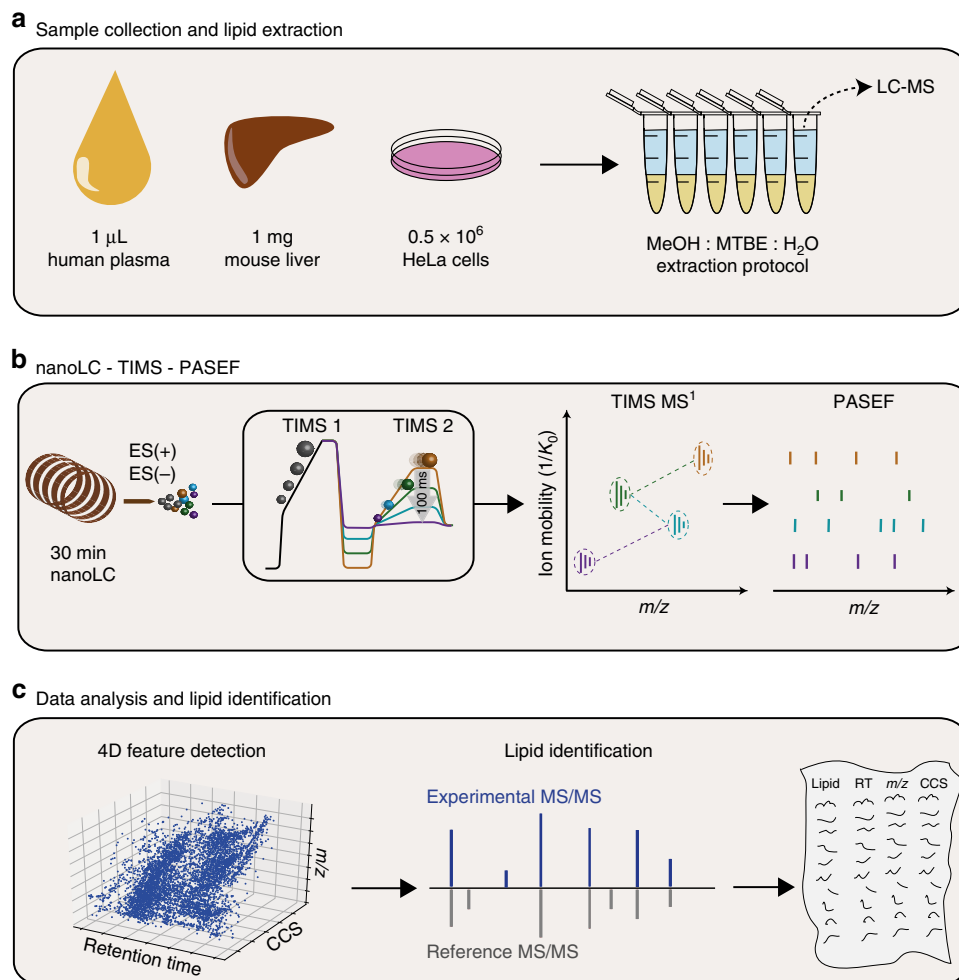 a Sample collection and lipid extraction
LC-MS
1 μL
human plasma
1 mg
mouse liver
0.5 × 10⁶
HeLa cells
MeOH : MTBE : H₂O
extraction protocol
b nanoLC - TIMS - PASEF
ES(+)
ES(–)
30 min
nanoLC
TIMS 1
TIMS 2
100 ms
TIMS MS¹
Ion mobility (1/K₀)
m/z
PASEF
m/z
c Data analysis and lipid identification
4D feature detection
Retention time
CCS
m/z
Lipid identification
Experimental MS/MS
Reference MS/MS
Lipid RT m/z CCS